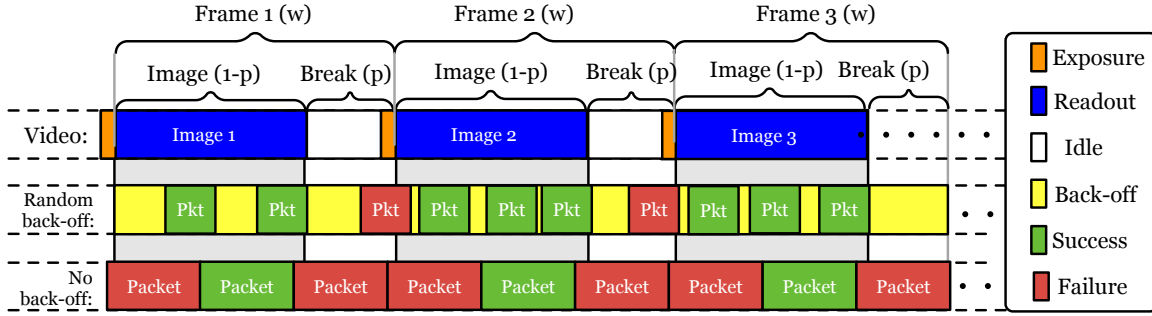 Frame 1 (w) Frame 2 (w) Frame 3 (w)
Image (1-p) Break (p) Image (1-p) Break (p) Image (1-p) Break (p)
Video: Image 1 Image 2 Image 3
Random
back-off:
Pkt Pkt Pkt Pkt Pkt Pkt Pkt Pkt Pkt Pkt
No
back-off:
Packet Packet Packet Packet Packet Packet Packet Packet Packet
Exposure
Readout
Idle
Back-off
Success
Failure